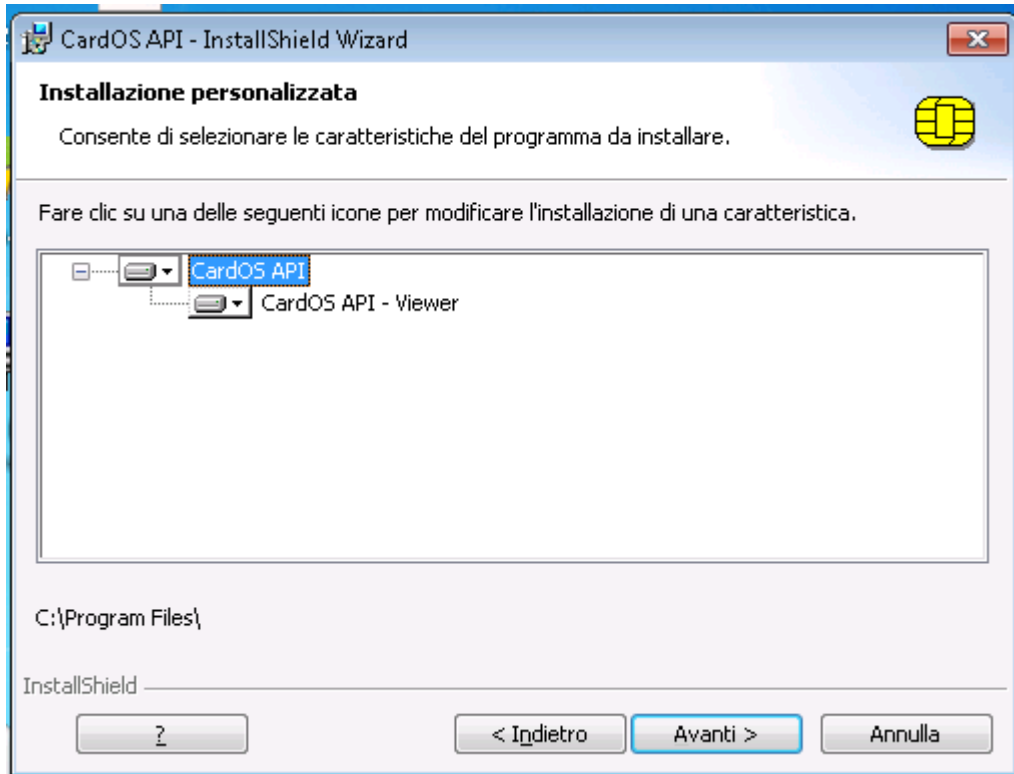 CardOS API - InstallShield Wizard
Installazione personalizzata
Consente di selezionare le caratteristiche del programma da installare.
Fare clic su una delle seguenti icone per modificare l'installazione di una caratteristica.
CardOS API
CardOS API - Viewer
C:\Program Files\
InstallShield
?
< Indietro
Avanti >
Annulla